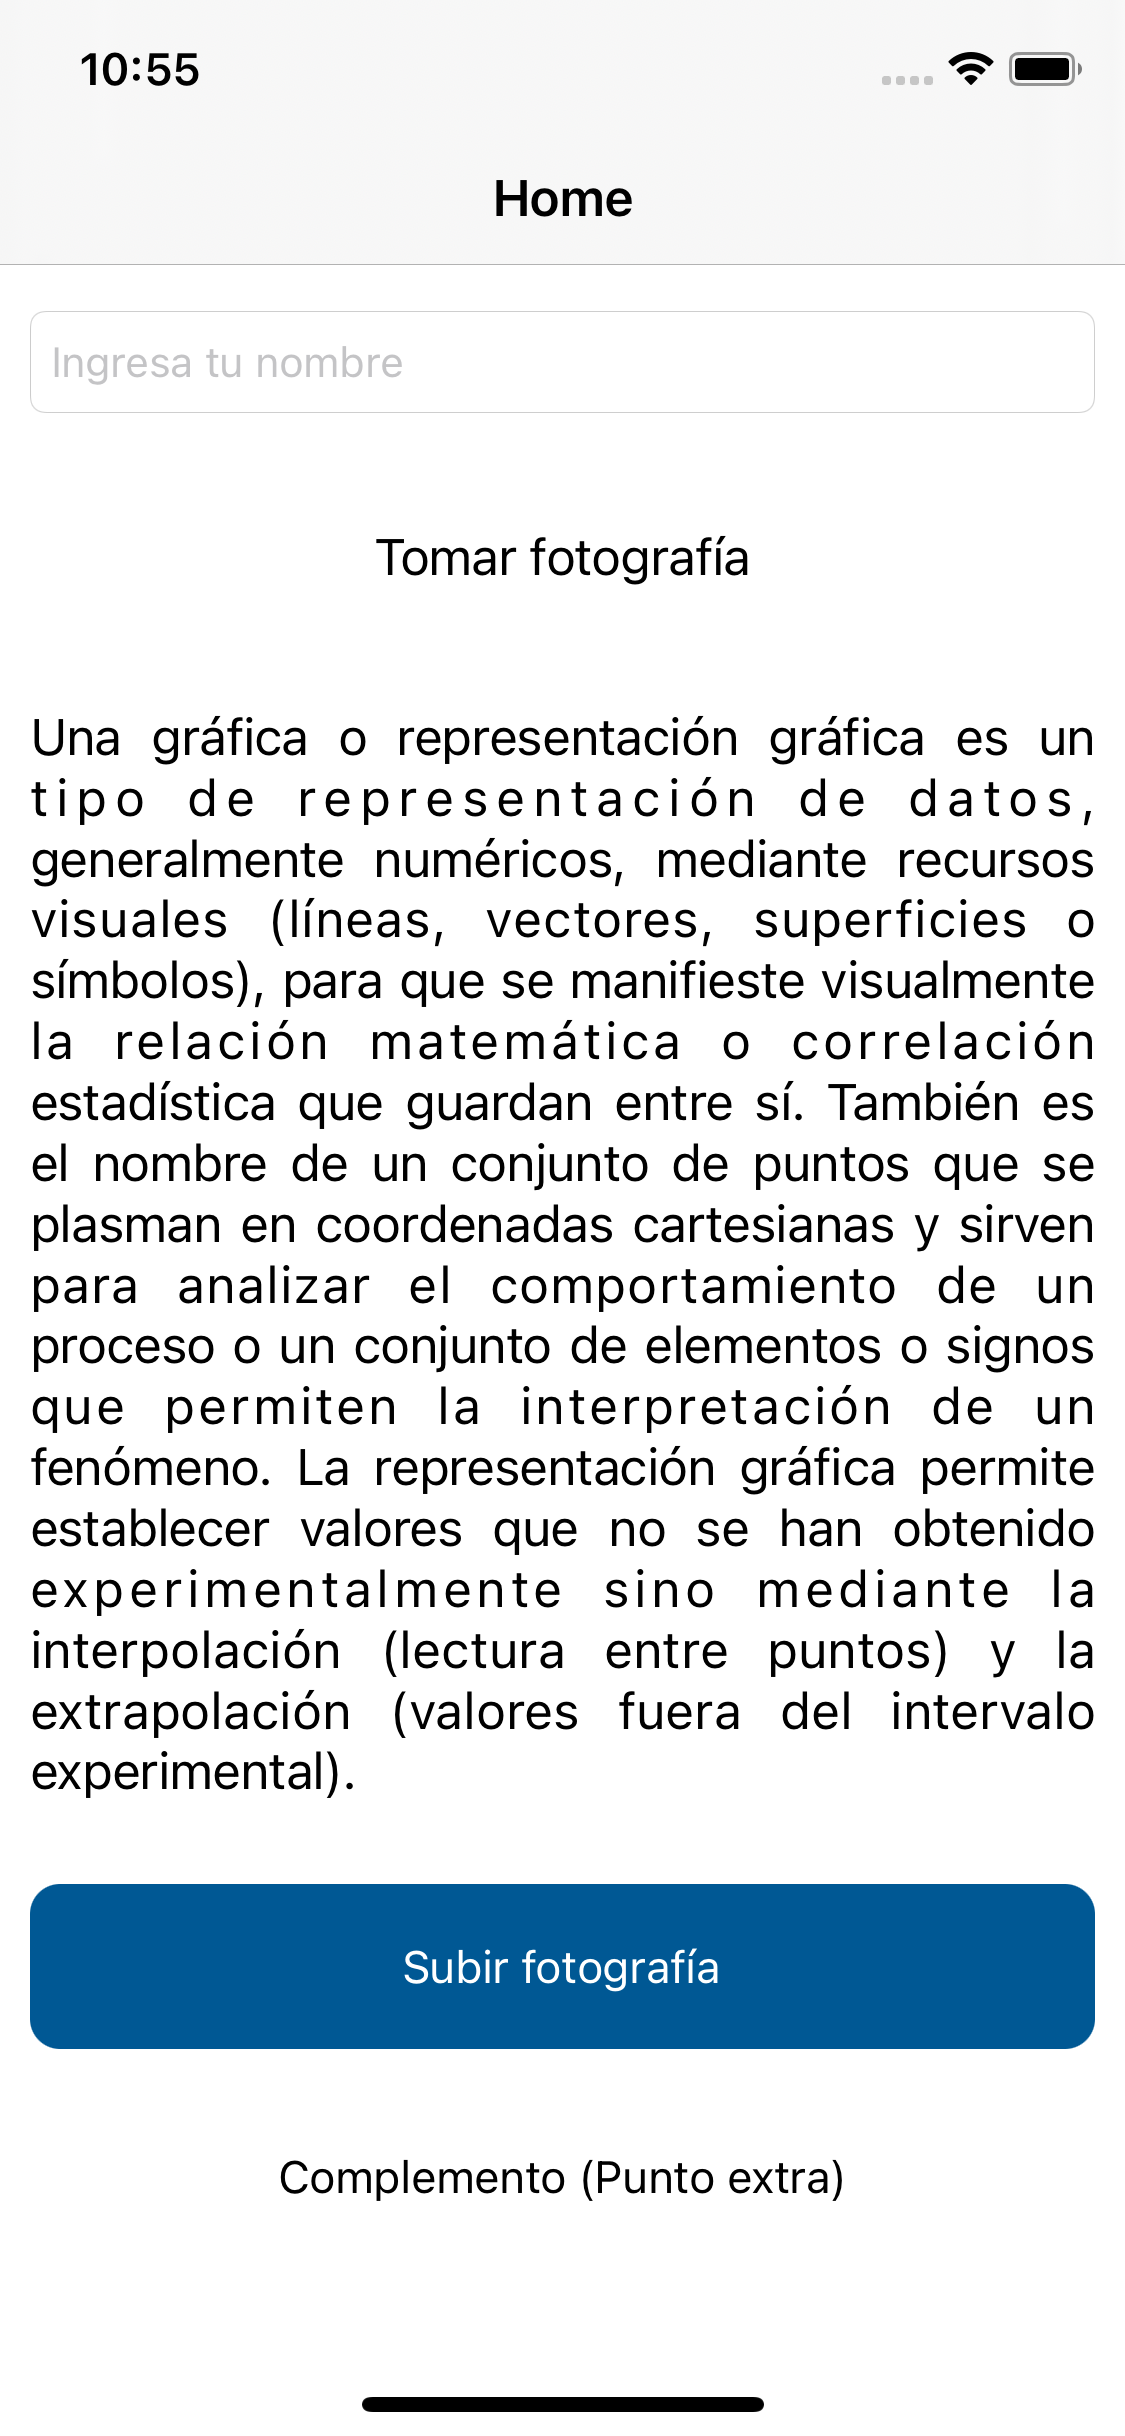 10:55
Home
Ingresa tu nombre
Tomar fotografía
Una gráfica o representación gráfica es un
tipo de representación de datos,
generalmente numéricos, mediante recursos
visuales (líneas, vectores, superficies o
símbolos), para que se manifieste visualmente
la relación matemática o correlación
estadística que guardan entre sí. También es
el nombre de un conjunto de puntos que se
plasman en coordenadas cartesianas y sirven
para analizar el comportamiento de un
proceso o un conjunto de elementos o signos
que permiten la interpretación de un
fenómeno. La representación gráfica permite
establecer valores que no se han obtenido
experimentalmente sino mediante la
interpolación (lectura entre puntos) y la
extrapolación (valores fuera del intervalo
experimental).
Subir fotografía
Complemento (Punto extra)